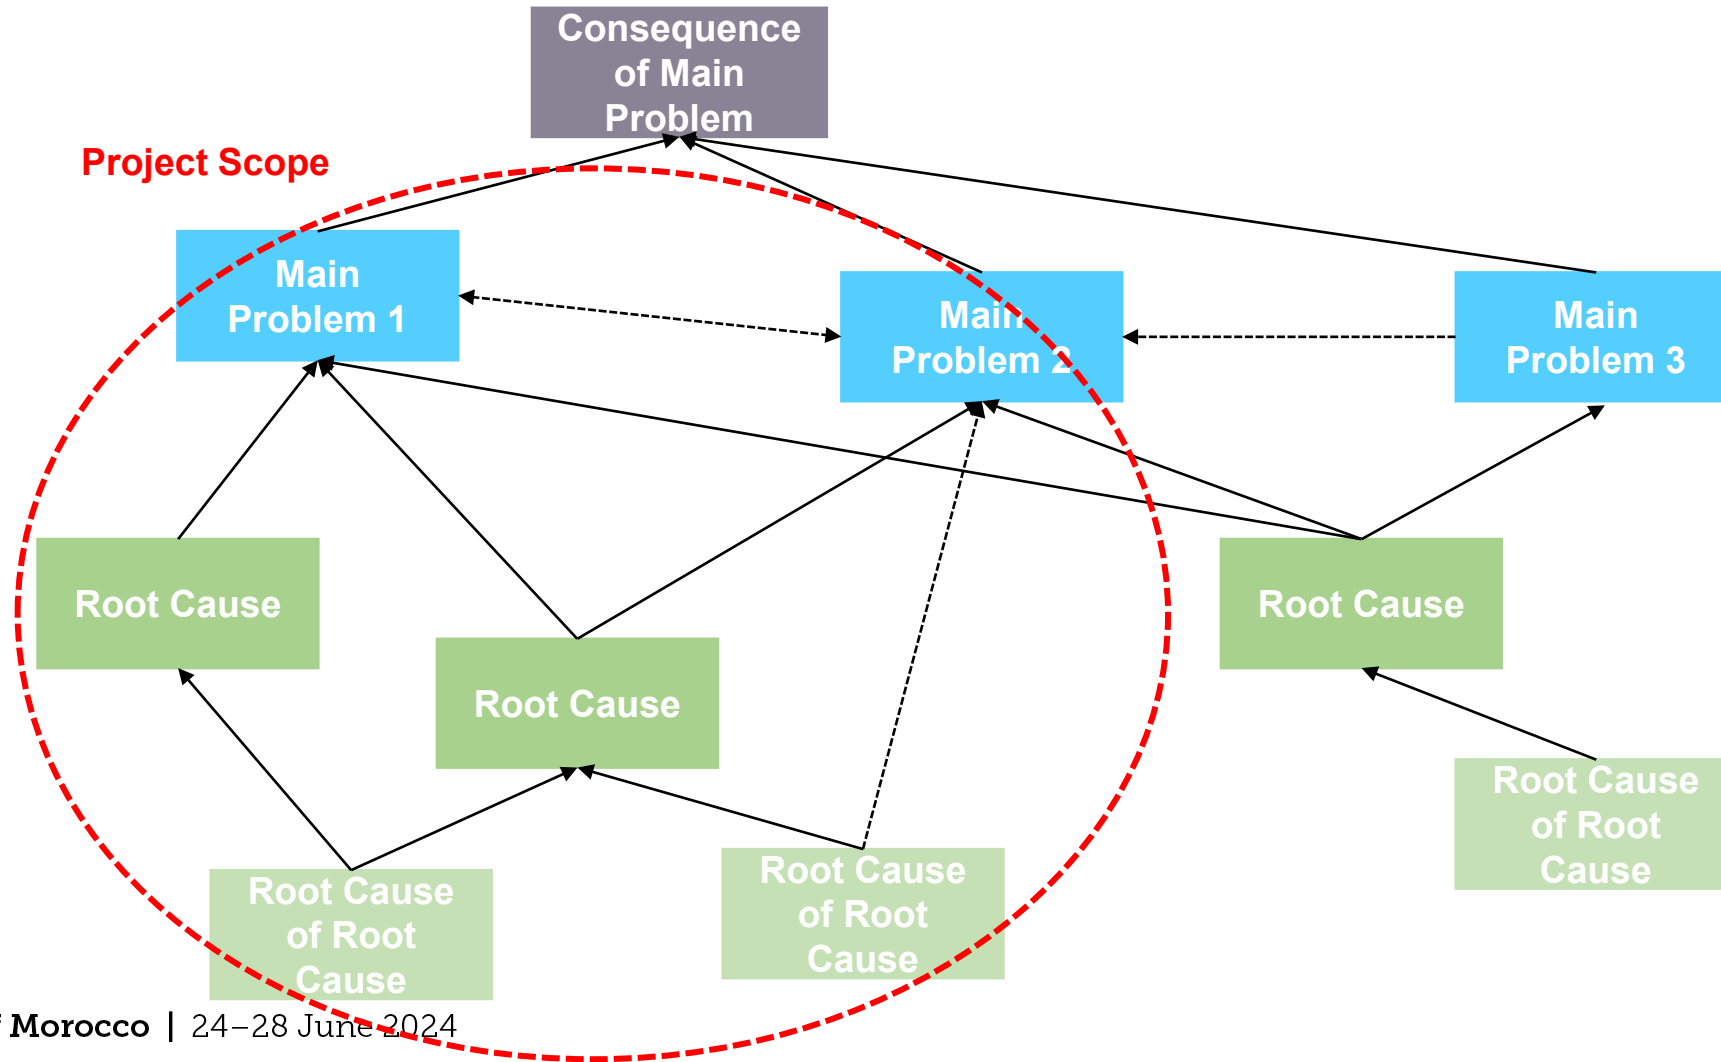 Consequence
of Main
Problem
Project Scope
Main
Problem 1
Main
Problem 2
Main
Problem 3
Root Cause
Root Cause
Root Cause
Root Cause
of Root
Cause
Root Cause
of Root
Cause
Root Cause
of Root
Cause
Morocco | 24–28 June 2024